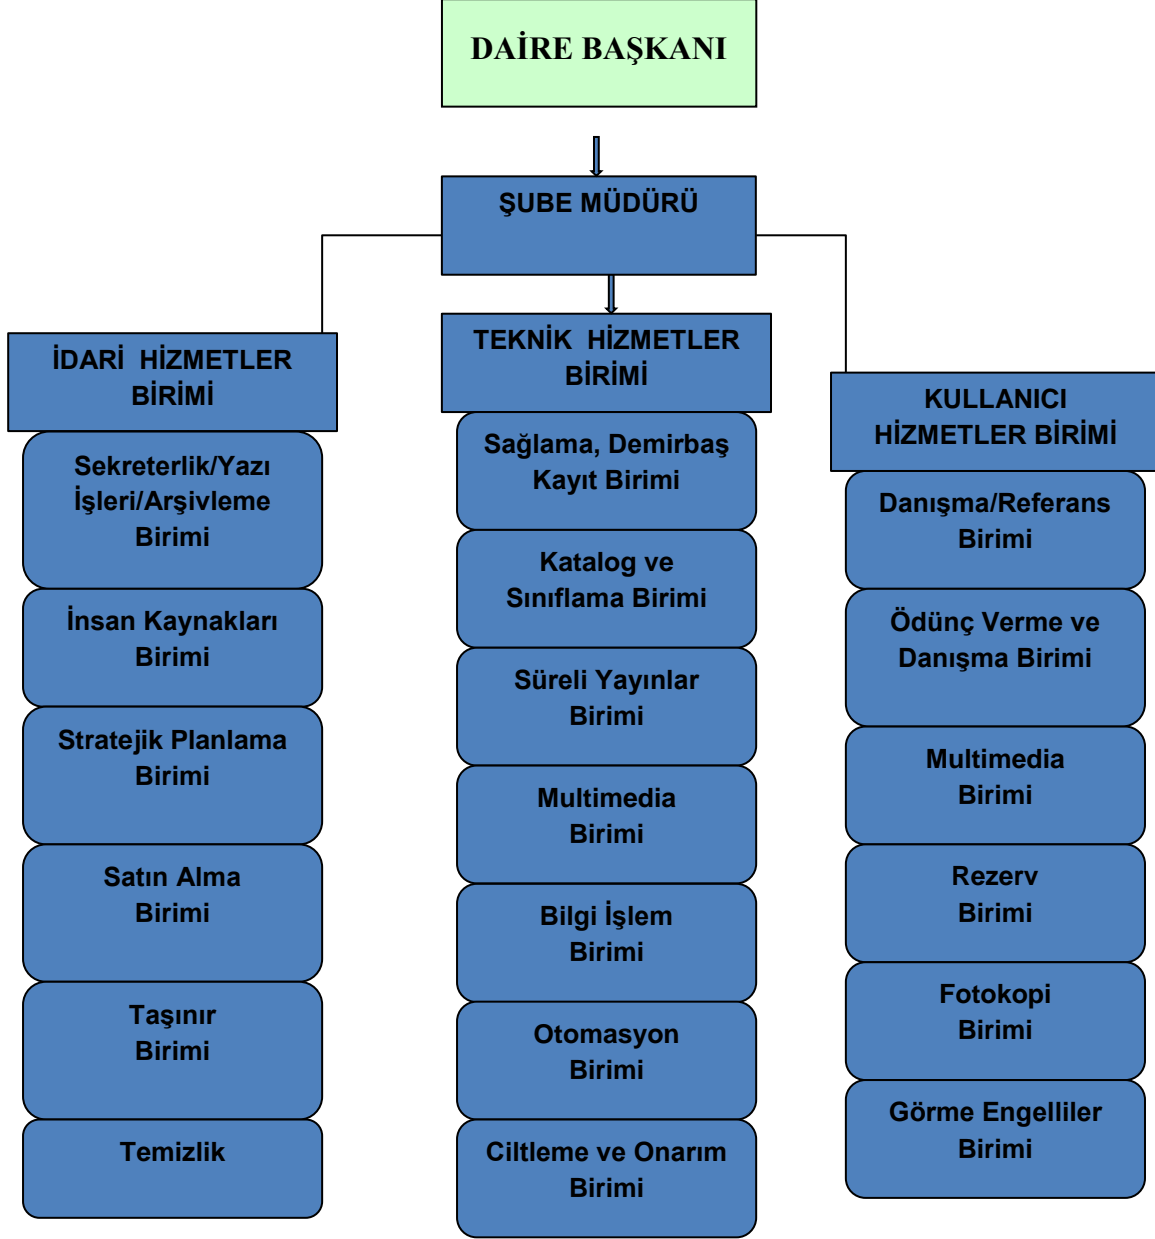 DAİRE BAŞKANI
ŞUBE MÜDÜRÜ
İDARİ HİZMETLER
BİRİMİ
Sekreterlik/Yazı
İşleri/Arşivleme
Birimi
İnsan Kaynakları
Birimi
Stratejik Planlama
Birimi
Satın Alma
Birimi
Taşınır
Birimi
Temizlik
TEKNİK HİZMETLER
BİRİMİ
Sağlama, Demirbaş
Kayıt Birimi
Katalog ve
Sınıflama Birimi
Süreli Yayınlar
Birimi
Multimedia
Birimi
Bilgi İşlem
Birimi
Otomasyon
Birimi
Ciltleme ve Onarım
Birimi
KULLANICI
HİZMETLER BİRİMİ
Danışma/Referans
Birimi
Ödünç Verme ve
Danışma Birimi
Multimedia
Birimi
Rezerv
Birimi
Fotokopi
Birimi
Görme Engelliler
Birimi